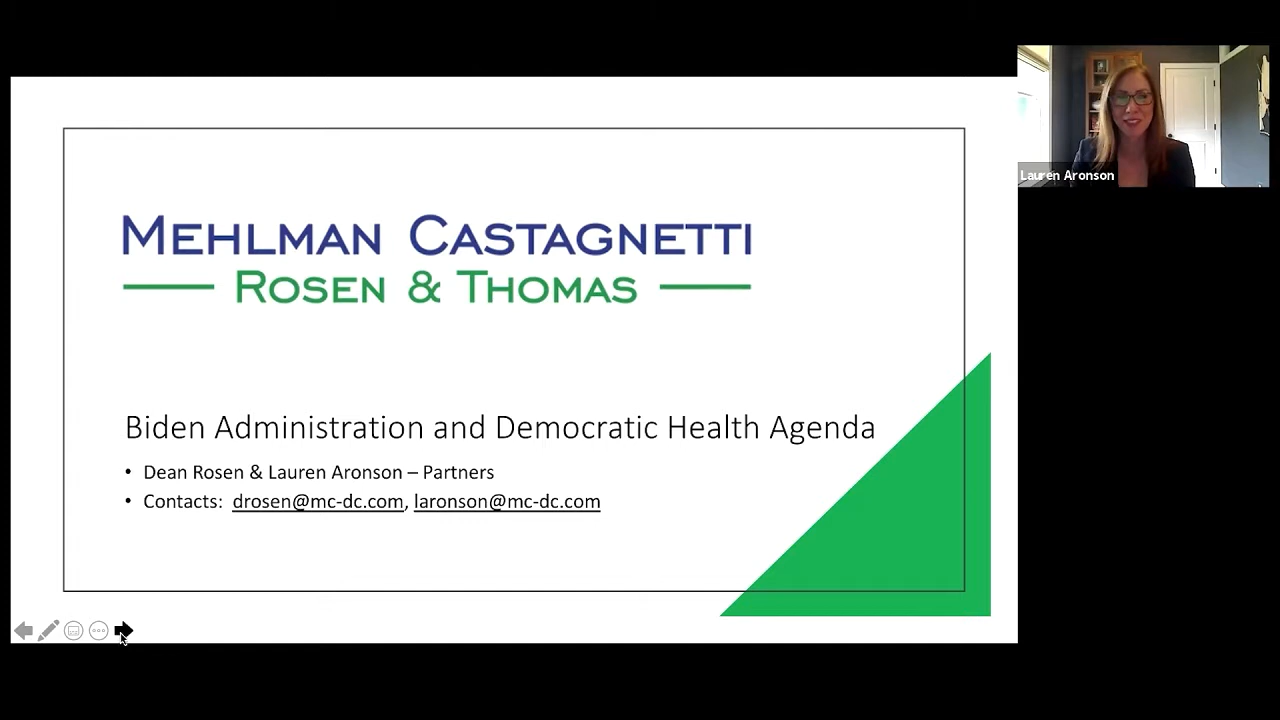 MEHLMAN CASTAGNETTI
ROSEN & THOMAS
Biden Administration and Democratic Health Agenda
• Dean Rosen & Lauren Aronson – Partners
• Contacts: drosen@mc-dc.com, laronson@mc-dc.com
Lauren Aronson